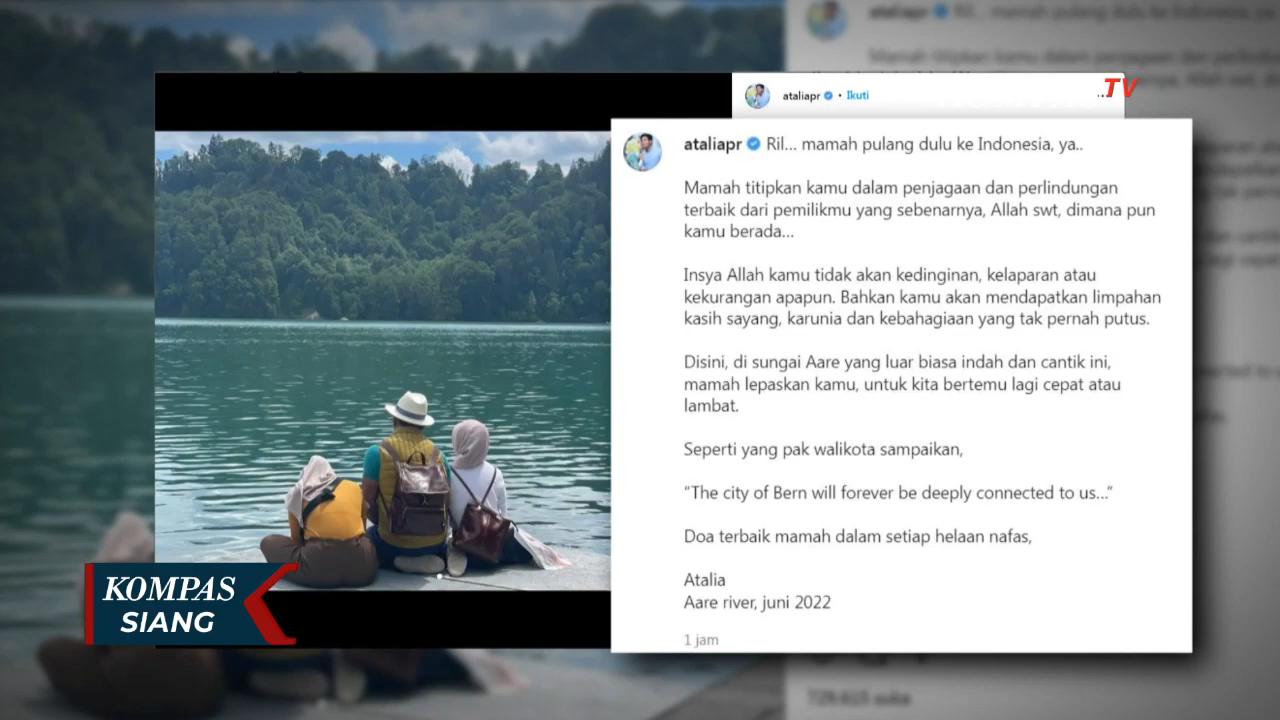 ataliapr • Ikuti
TV
ataliapr Ril... mamah pulang dulu ke Indonesia, ya..
Mamah titipkan kamu dalam penjagaan dan perlindungan
terbaik dari pemilikmu yang sebenarnya, Allah swt, dimana pun
kamu berada...
Insya Allah kamu tidak akan kedinginan, kelaparan atau
kekurangan apapun. Bahkan kamu akan mendapatkan limpahan
kasih sayang, karunia dan kebahagiaan yang tak pernah putus.
Disini, di sungai Aare yang luar biasa indah dan cantik ini,
mamah lepaskan kamu, untuk kita bertemu lagi cepat atau
lambat.
Seperti yang pak walikota sampaikan,
“The city of Bern will forever be deeply connected to us...”
Doa terbaik mamah dalam setiap helaan nafas,
Atalia
Aare river, juni 2022
1 jam
KOMPAS
SIANG